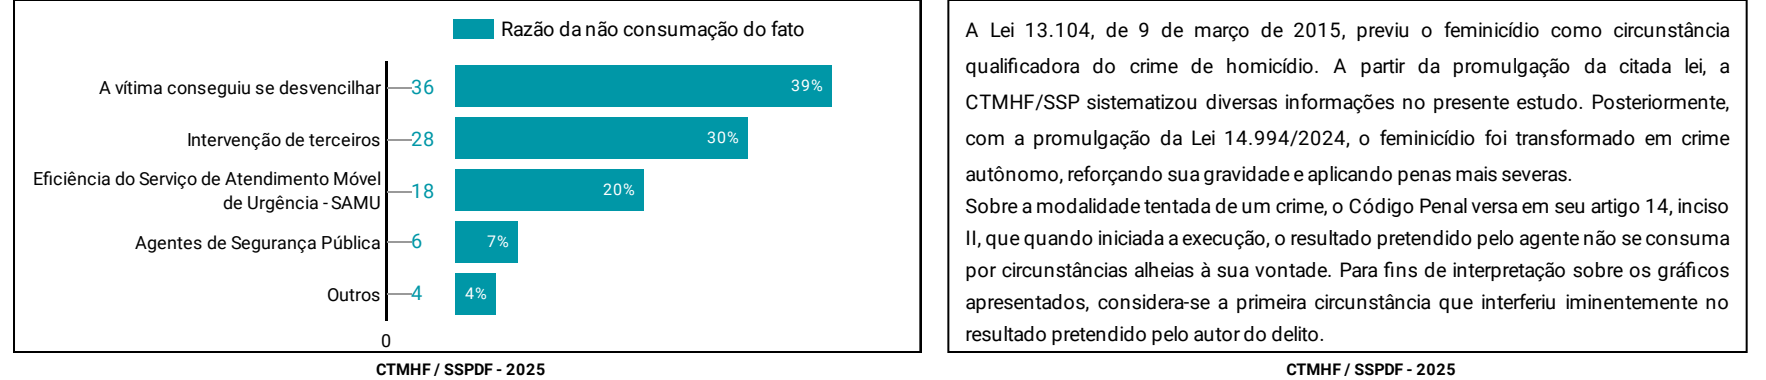 Razão da não consumação do fato
A vítima conseguiu se desvencilhar 36 39%
Intervenção de terceiros 28 30%
Eficiência do Serviço de Atendimento Móvel
de Urgência - SAMU 18 20%
Agentes de Segurança Pública 6 7%
Outros 4 4%
0
CTMHF / SSPDF - 2025
A Lei 13.104, de 9 de março de 2015, previu o feminicídio como circunstância
qualificadora do crime de homicídio. A partir da promulgação da citada lei, a
CTMHF/SSP sistematizou diversas informações no presente estudo. Posteriormente,
com a promulgação da Lei 14.994/2024, o feminicídio foi transformado em crime
autônomo, reforçando sua gravidade e aplicando penas mais severas.
Sobre a modalidade tentada de um crime, o Código Penal versa em seu artigo 14, inciso
II, que quando iniciada a execução, o resultado pretendido pelo agente não se consuma
por circunstâncias alheias à sua vontade. Para fins de interpretação sobre os gráficos
apresentados, considera-se a primeira circunstância que interferiu iminentemente no
resultado pretendido pelo autor do delito.
CTMHF / SSPDF - 2025